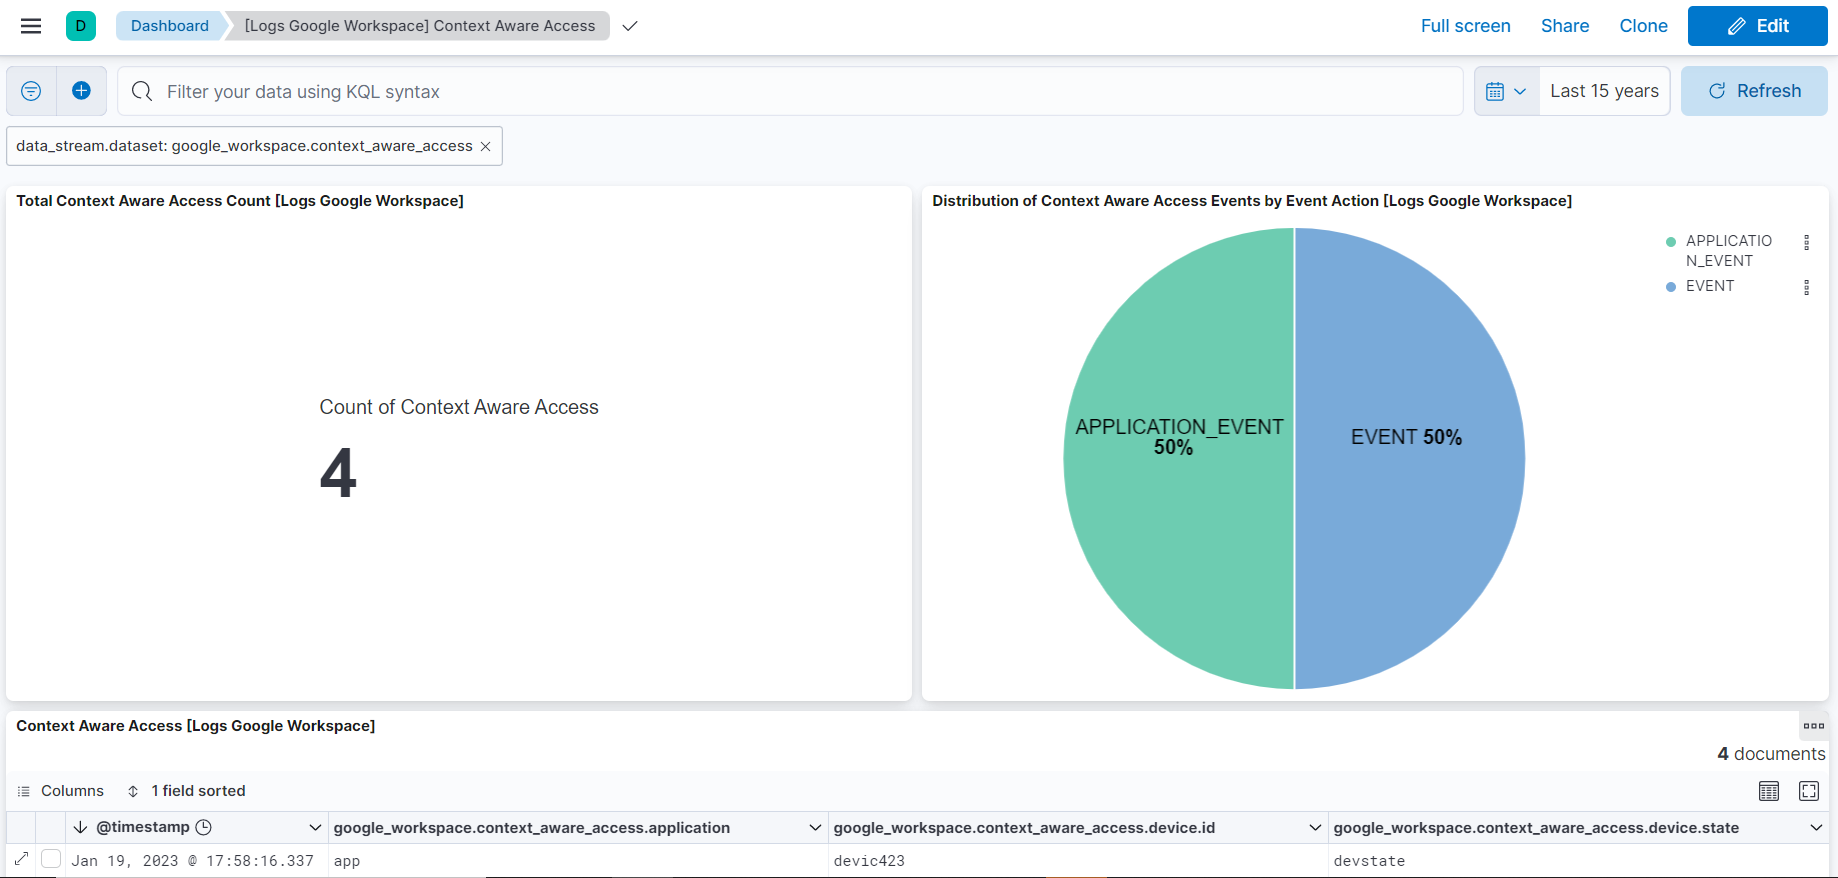 D
Dashboard
[Logs Google Workspace] Context Aware Access
Full screen
Share
Clone
Edit
Filter your data using KQL syntax
Last 15 years
Refresh
data_stream.dataset: google_workspace.context_aware_access
Total Context Aware Access Count [Logs Google Workspace]
Count of Context Aware Access
4
Distribution of Context Aware Access Events by Event Action [Logs Google Workspace]
APPLICATION_EVENT
50%
EVENT 50%
APPLICATIO
N_EVENT
EVENT
Context Aware Access [Logs Google Workspace]
4 documents
Columns
1 field sorted
@timestamp
google_workspace.context_aware_access.application
google_workspace.context_aware_access.device.id
google_workspace.context_aware_access.device.state
Jan 19, 2023 @ 17:58:16.337
app
devic423
devstate